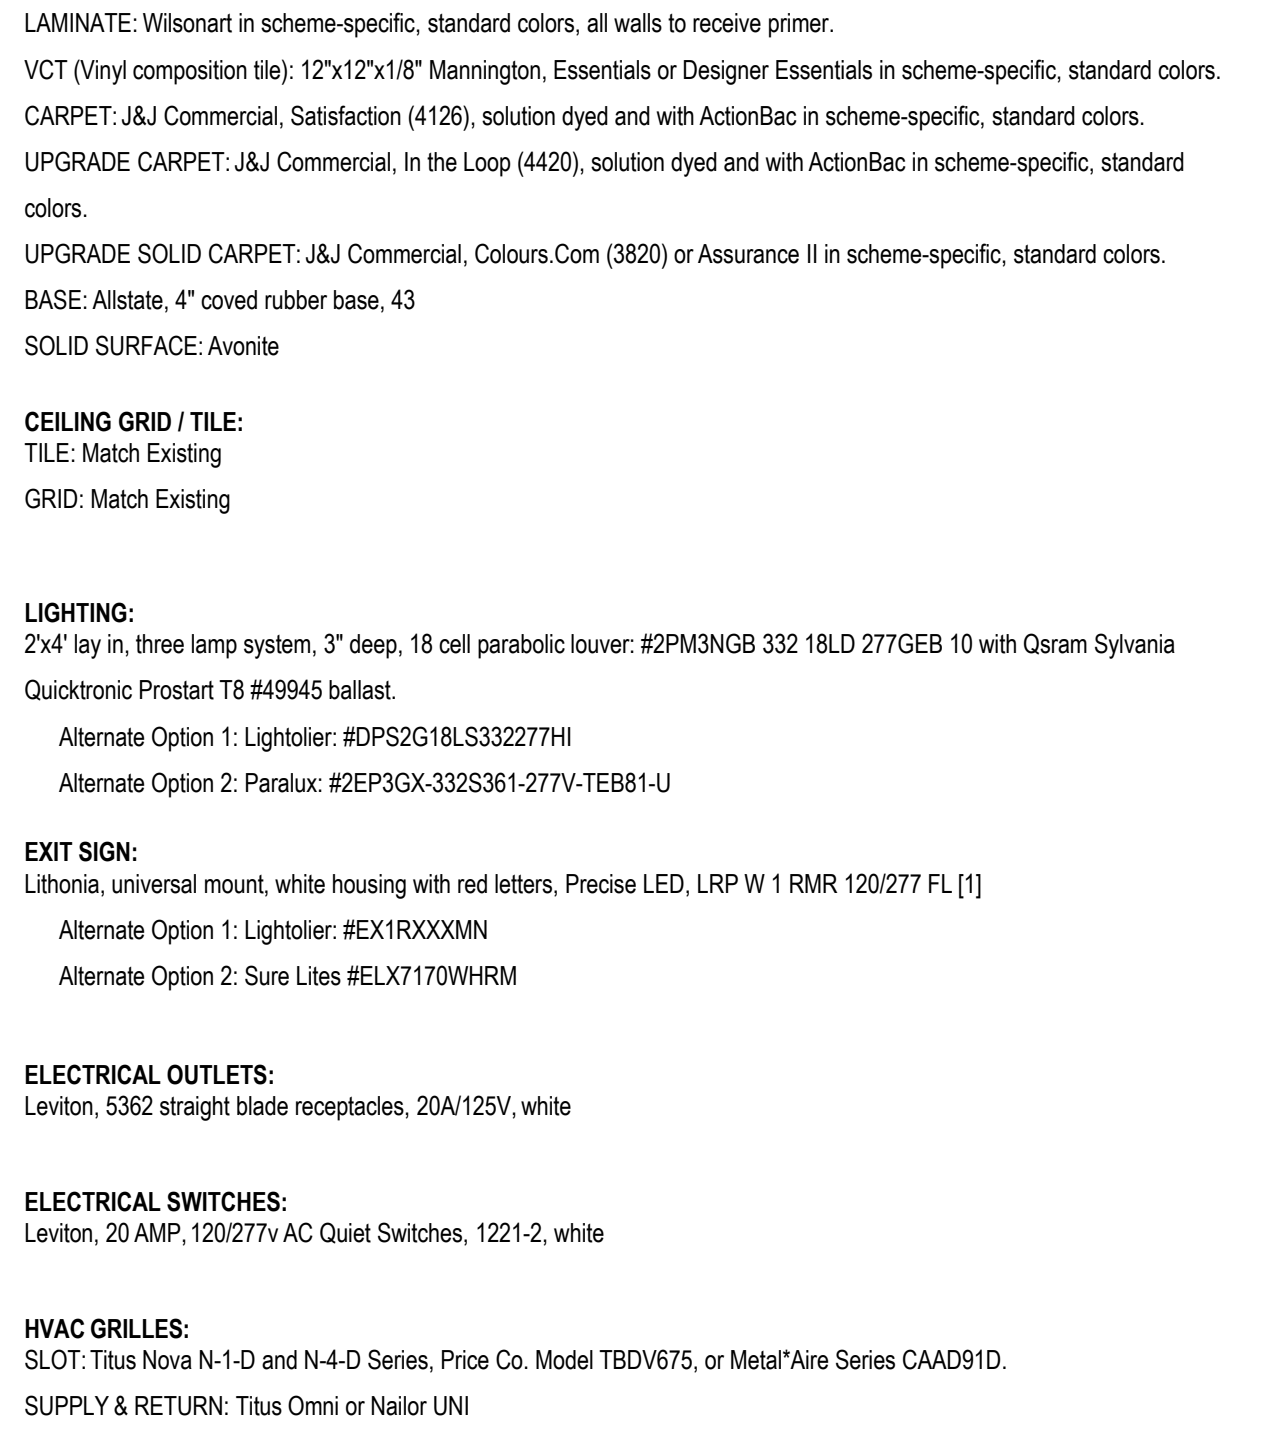 LAMINATE: Wilsonart in scheme-specific, standard colors, all walls to receive primer.
VCT (Vinyl composition tile): 12"x12"x1/8" Mannington, Essentials or Designer Essentials in scheme-specific, standard colors.
CARPET: J&J Commercial, Satisfaction (4126), solution dyed and with ActionBac in scheme-specific, standard colors.
UPGRADE CARPET: J&J Commercial, In the Loop (4420), solution dyed and with ActionBac in scheme-specific, standard
colors.
UPGRADE SOLID CARPET: J&J Commercial, Colours.Com (3820) or Assurance II in scheme-specific, standard colors.
BASE: Allstate, 4" coved rubber base, 43
SOLID SURFACE: Avonite
CEILING GRID / TILE:
TILE: Match Existing
GRID: Match Existing
LIGHTING:
2'x4' lay in, three lamp system, 3" deep, 18 cell parabolic louver: #2PM3NGB 332 18LD 277GEB 10 with Qsram Sylvania
Quicktronic Prostart T8 #49945 ballast.
Alternate Option 1: Lightolier: #DPS2G18LS332277HI
Alternate Option 2: Paralux: #2EP3GX-332S361-277V-TEB81-U
EXIT SIGN:
Lithonia, universal mount, white housing with red letters, Precise LED, LRP W 1 RMR 120/277 FL [1]
Alternate Option 1: Lightolier: #EX1RXXXMN
Alternate Option 2: Sure Lites #ELX7170WHRM
ELECTRICAL OUTLETS:
Leviton, 5362 straight blade receptacles, 20A/125V, white
ELECTRICAL SWITCHES:
Leviton, 20 AMP, 120/277v AC Quiet Switches, 1221-2, white
HVAC GRILLES:
SLOT: Titus Nova N-1-D and N-4-D Series, Price Co. Model TBDV675, or Metal*Aire Series CAAD91D.
SUPPLY & RETURN: Titus Omni or Nailor UNI